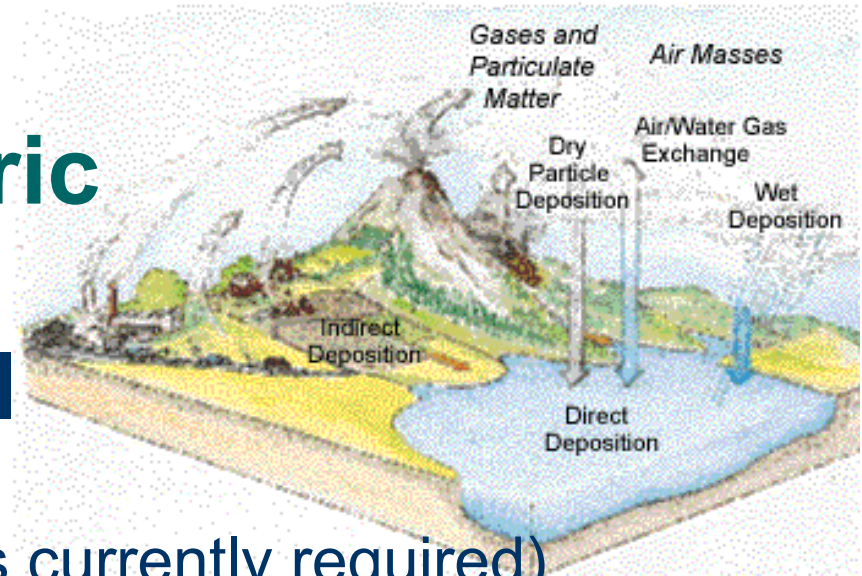 Gases and
Particulate
Matter
Air Masses
ric
Dry
Particle
Deposition
Air/Water Gas
Exchange
Wet
Deposition
Indirect
Deposition
Direct
Deposition
s currently required)